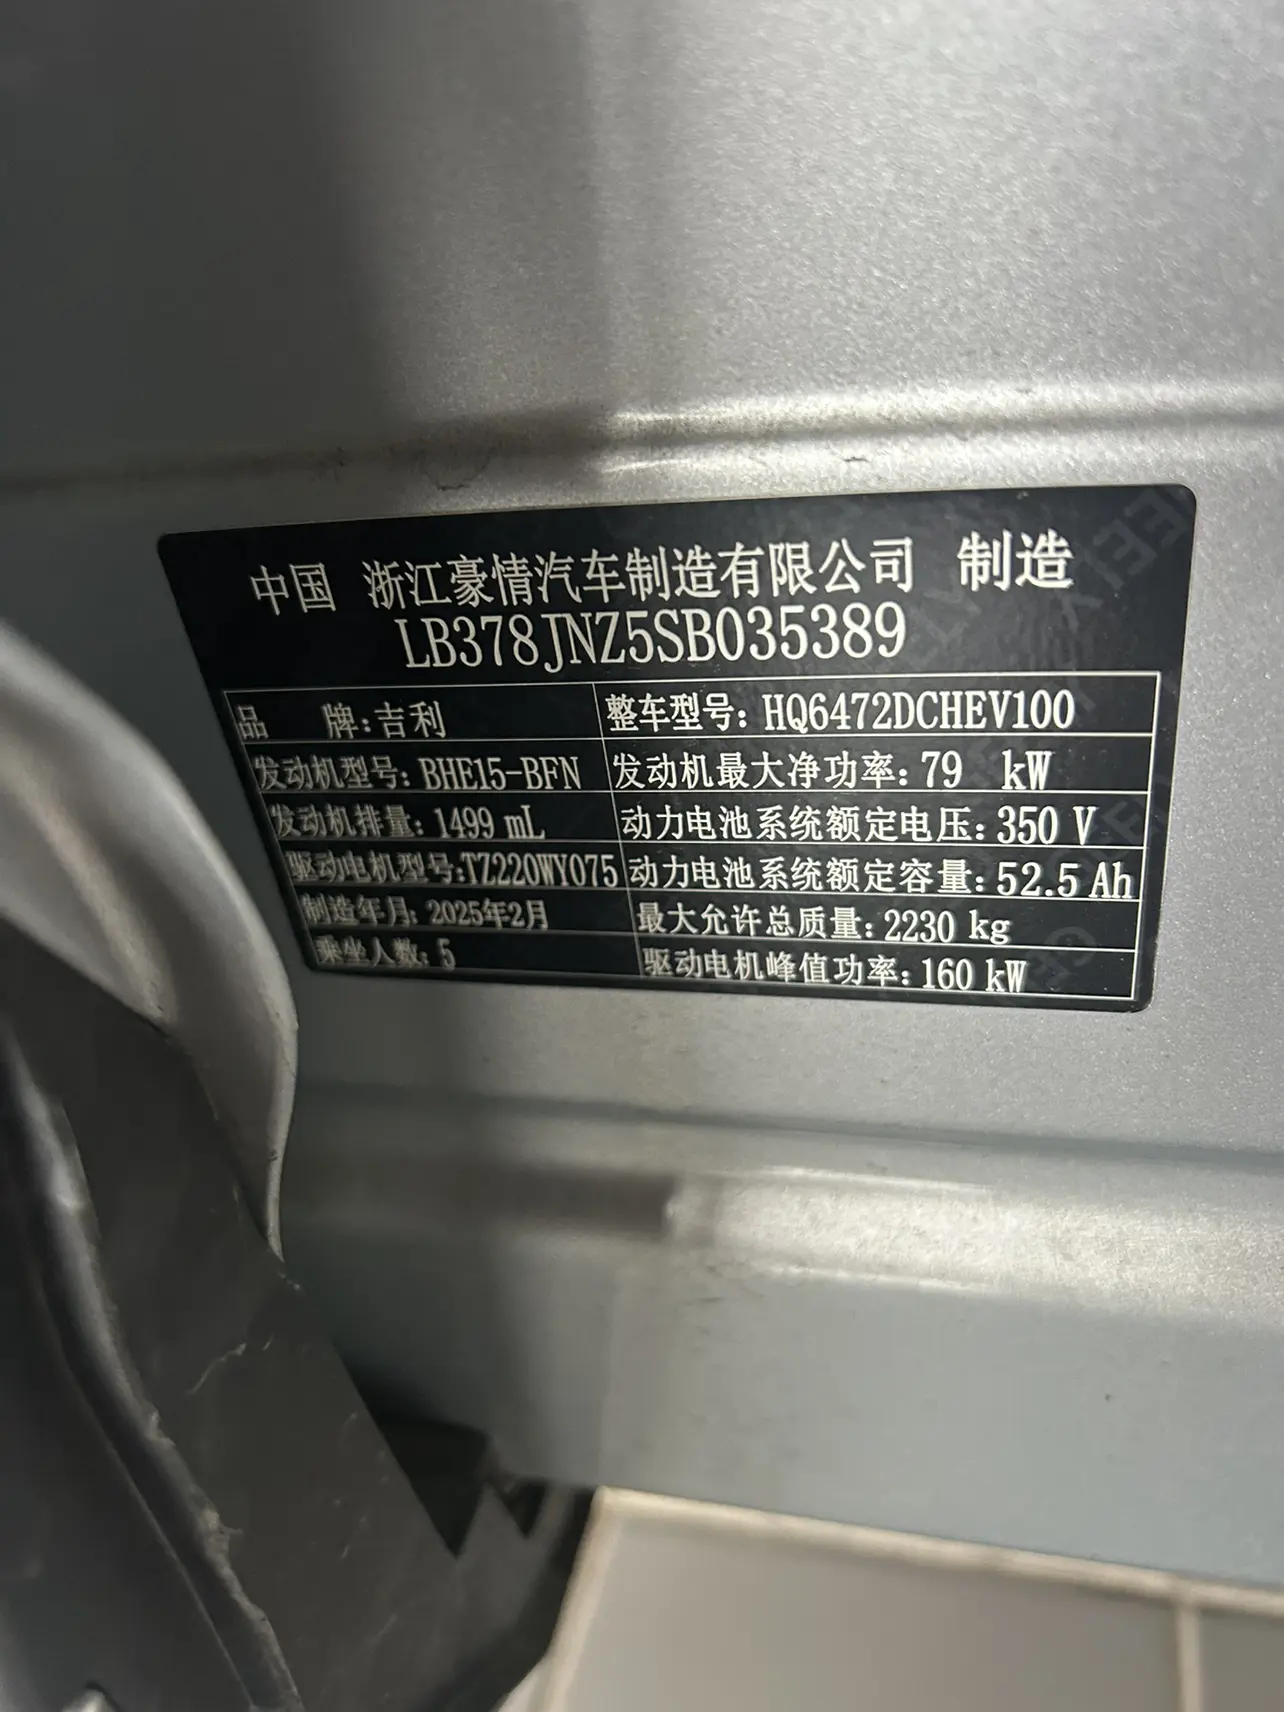 中国 浙江豪情汽车制造有限公司 制造
LB378JNZ5SB035389
品 牌:吉利 整车型号:HQ6472DCHEV100
发动机型号:BHE15-BFN 发动机最大净功率:79 kW
发动机排量:1499 mL 动力电池系统额定电压:350 V
驱动电机型号:TZ220WY075 动力电池系统额定容量:52.5 Ah
制造年月:2025年2月 最大允许总质量:2230 kg
乘坐人数:5 驱动电机峰值功率:160 kW